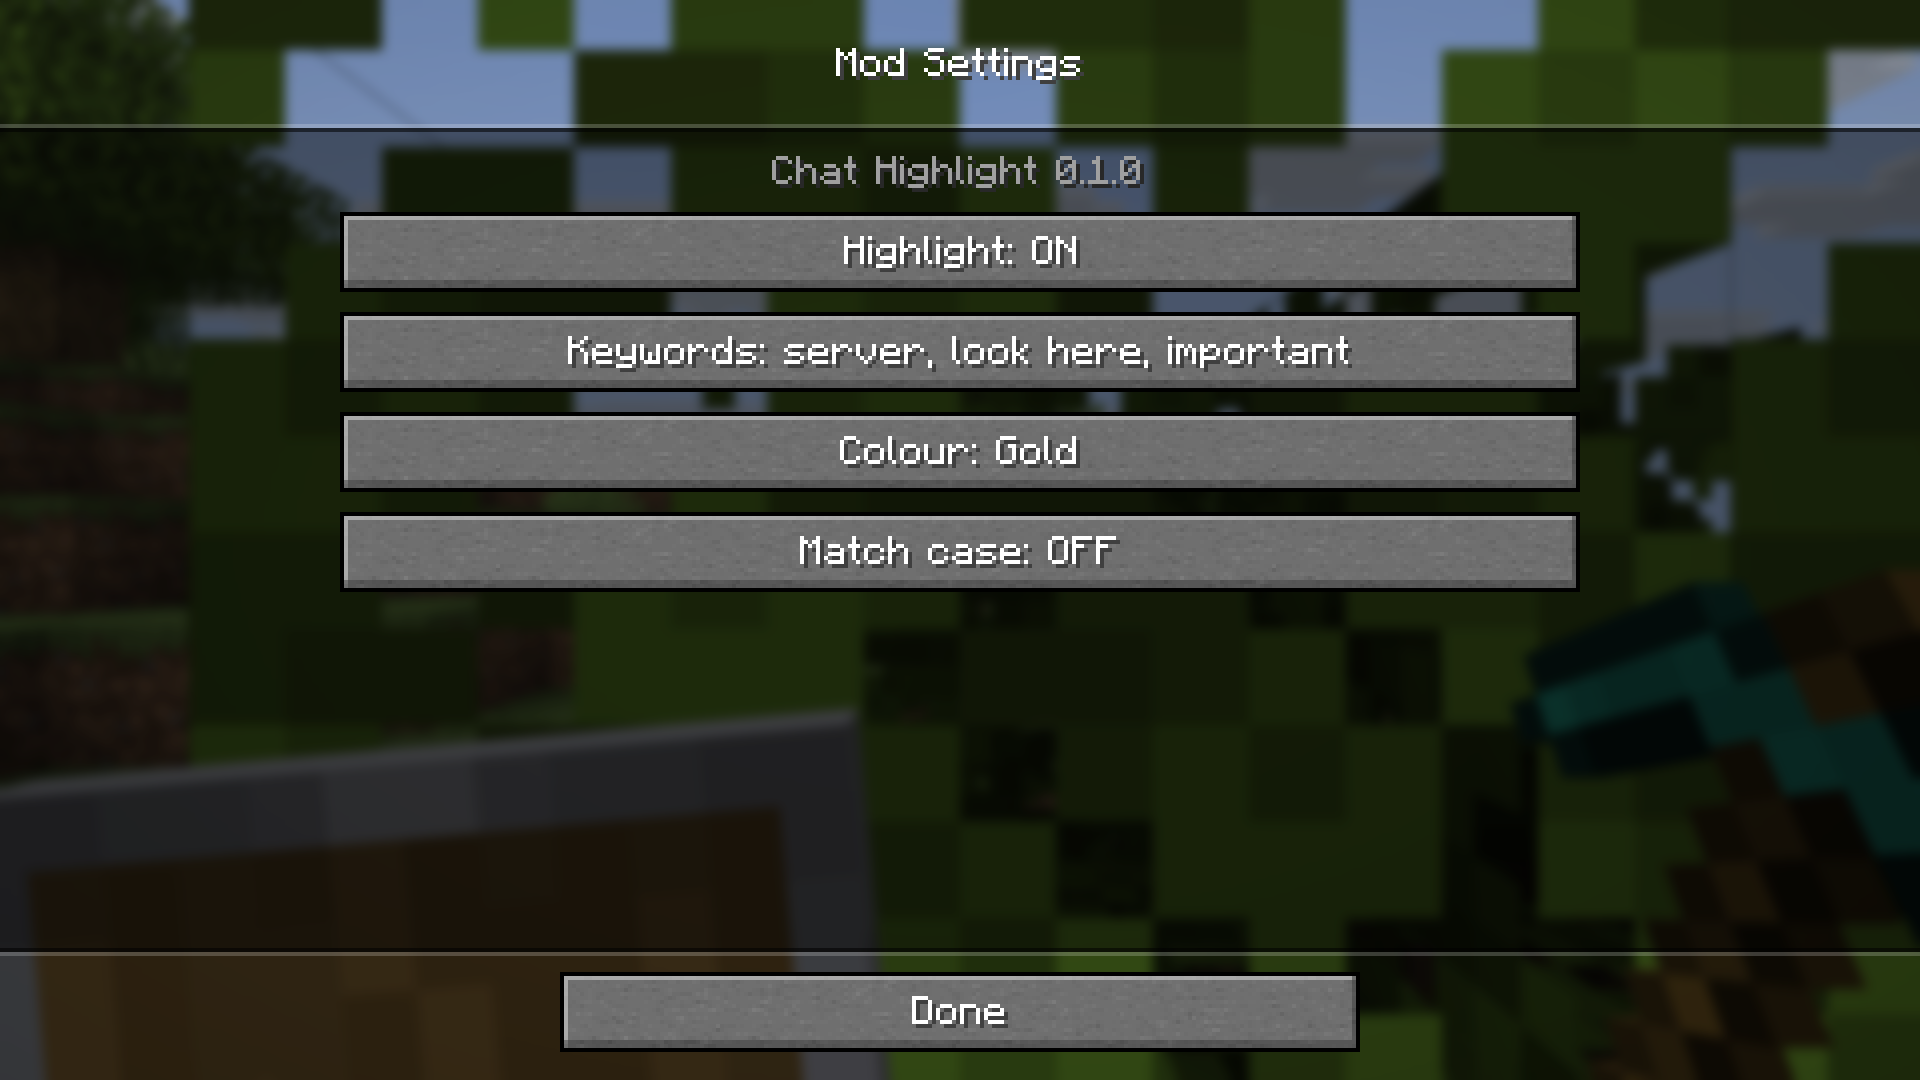 Mod Settings
Chat Highlight 0.1.0
Highlight: ON
Keywords: server, look here, important
Colour: Gold
Match case: OFF
Done